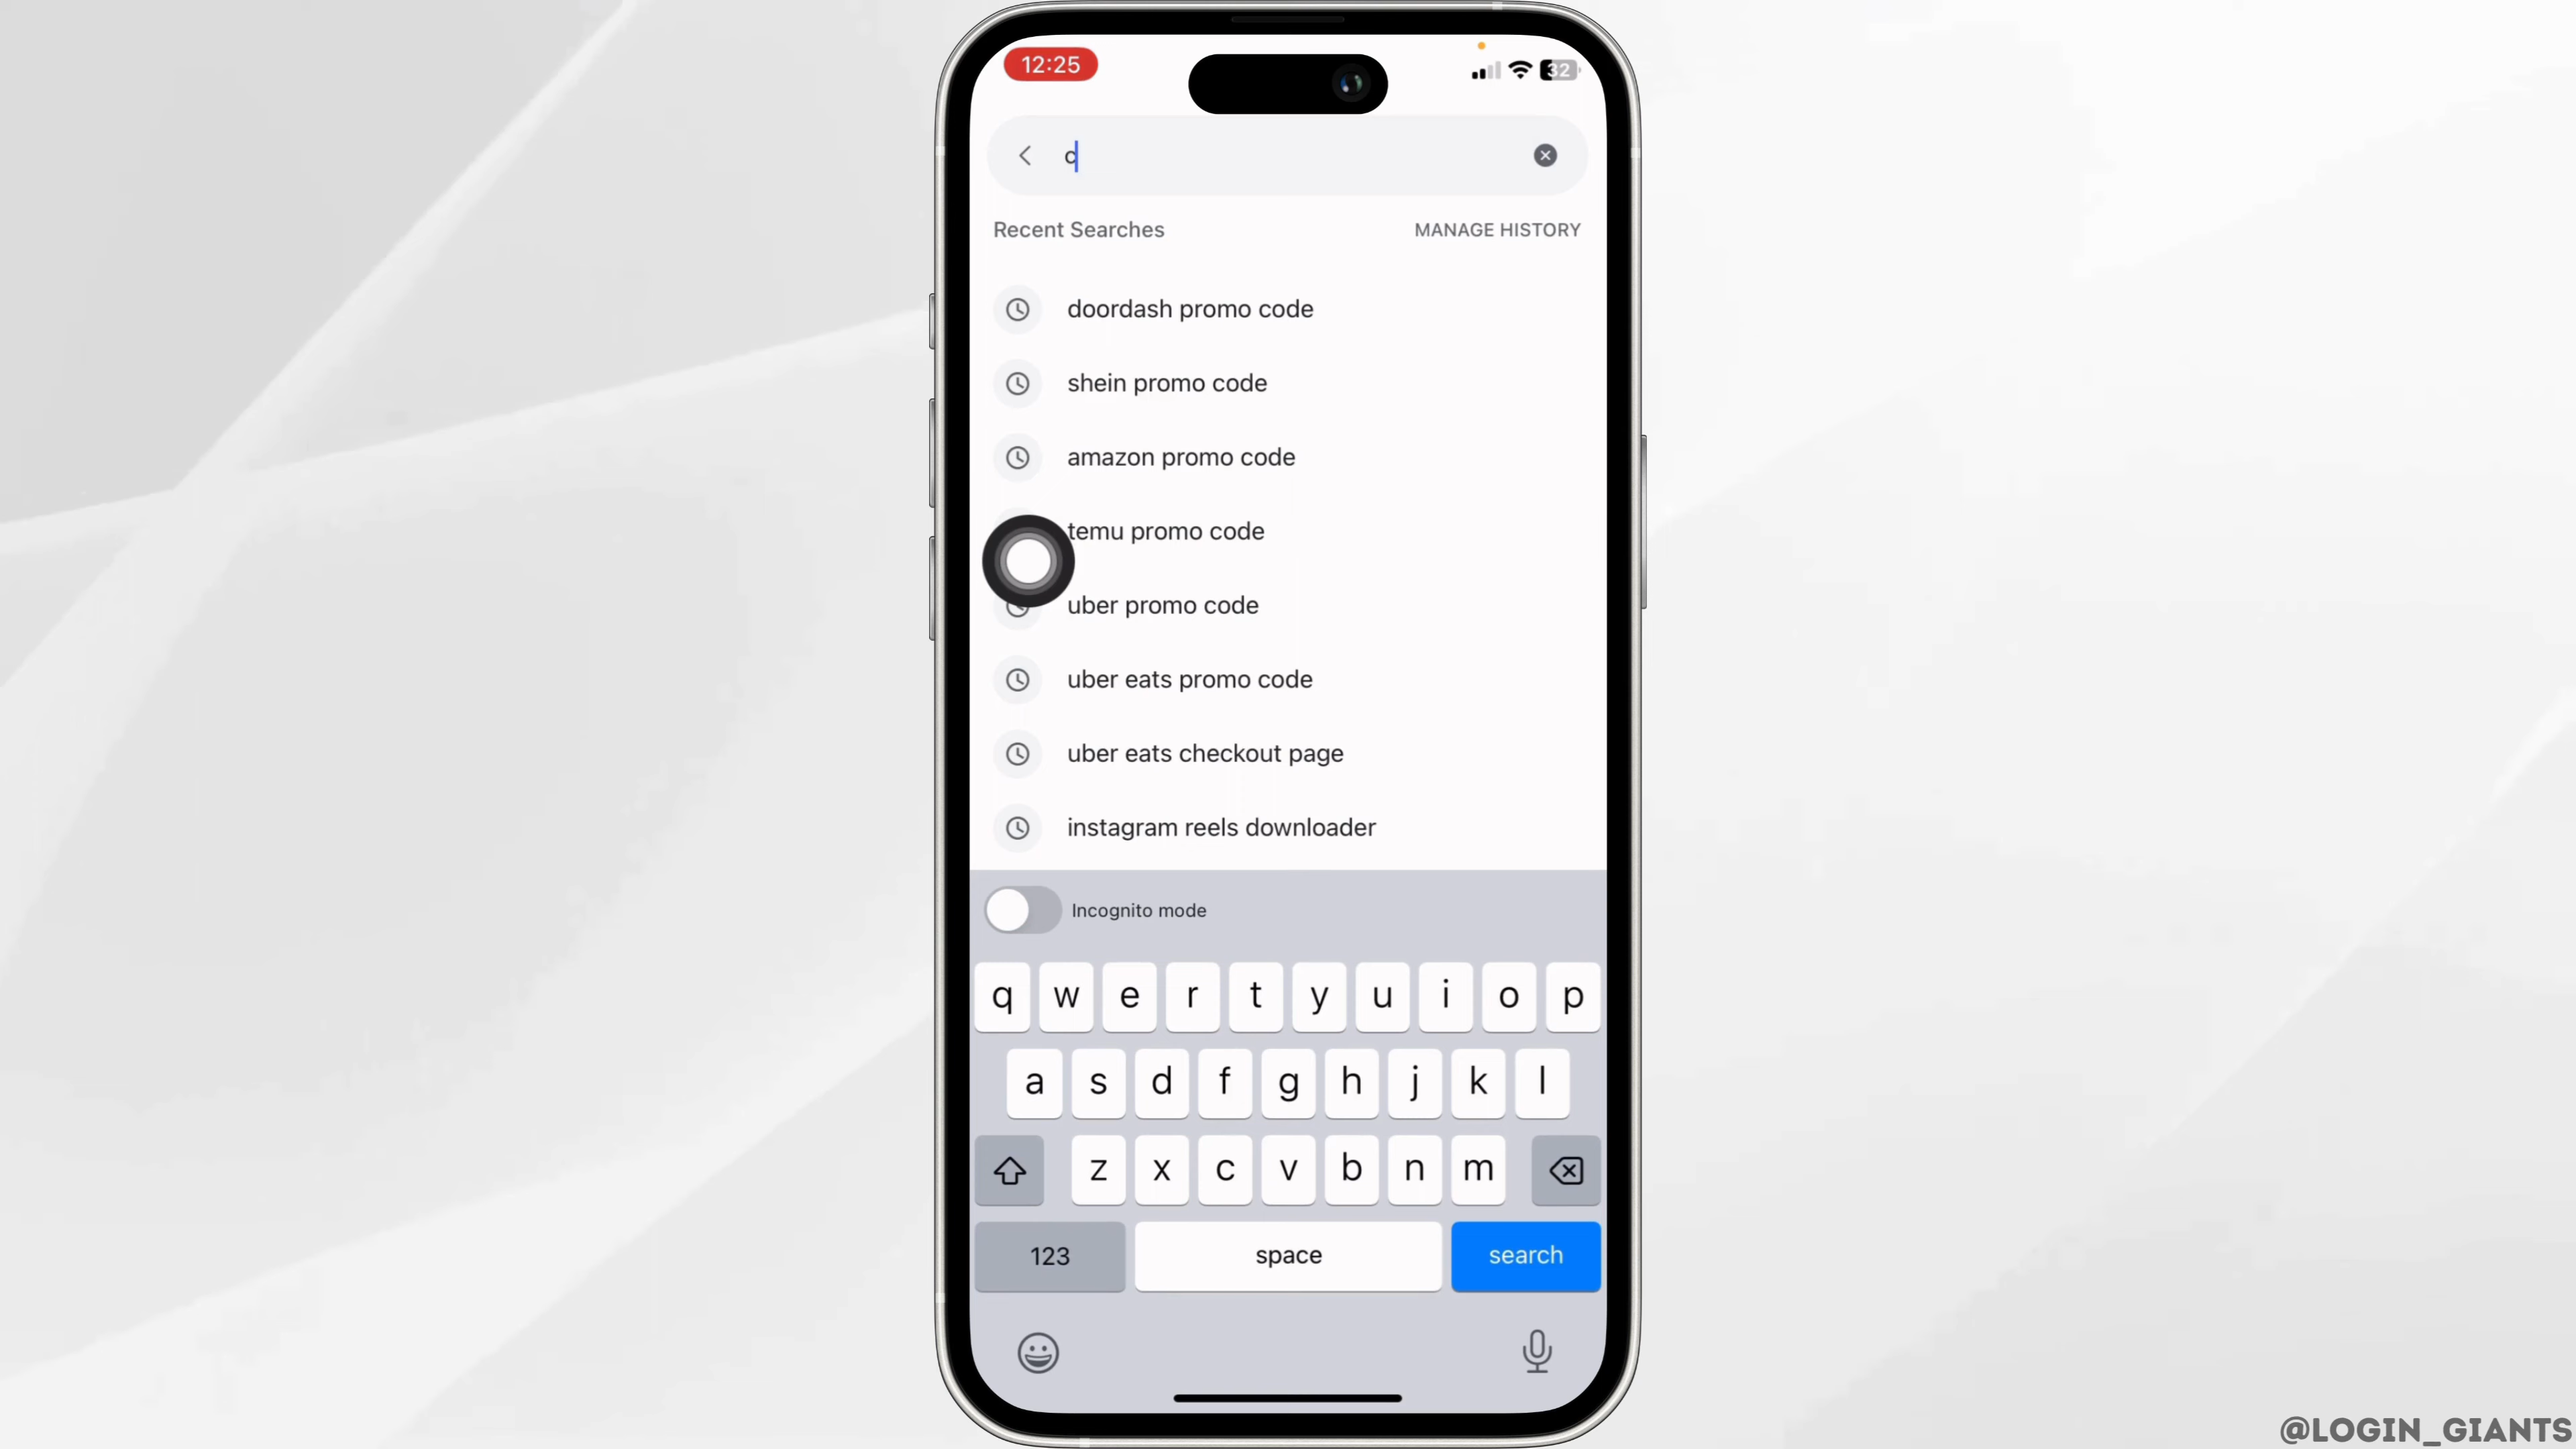 12:25
32
c
Recent Searches
MANAGE HISTORY
doordash promo code
shein promo code
amazon promo code
temu promo code
uber promo code
uber eats promo code
uber eats checkout page
instagram reels downloader
Incognito mode
q w e r t y u i o p
a s d f g h j k l
z x c v b n m
123 space search
@LOGIN_GIANTS